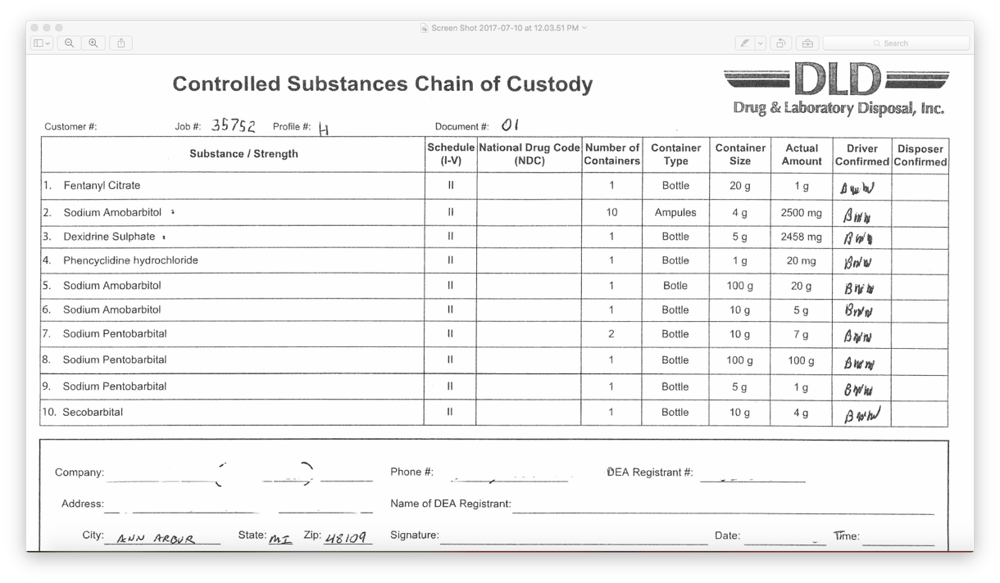 Screen Shot 2017-07-10 at 12.03.51 PM
Search
Controlled Substances Chain of Custody
DLD
Drug & Laboratory Disposal, Inc.
Customer #: Job #: 35752 Profile #: H Document #: 01
Substance / Strength Schedule (I-V) National Drug Code (NDC) Number of Containers Container Type Container Size Actual Amount Driver Confirmed Disposer Confirmed
1. Fentanyl Citrate II 1 Bottle 20 g 1 g
2. Sodium Amobarbitol II 10 Ampules 4 g 2500 mg
3. Dexidrine Sulphate II 1 Bottle 5 g 2458 mg
4. Phencyclidine hydrochloride II 1 Bottle 1 g 20 mg
5. Sodium Amobarbitol II 1 Botle 100 g 20 g
6. Sodium Amobarbitol II 1 Bottle 10 g 5 g
7. Sodium Pentobarbital II 2 Bottle 10 g 7 g
8. Sodium Pentobarbital II 1 Bottle 100 g 100 g
9. Sodium Pentobarbital II 1 Bottle 5 g 1 g
10. Secobarbital II 1 Bottle 10 g 4 g
Company: Phone #: DEA Registrant #:
Address: Name of DEA Registrant:
City: ANN ARBUR State: MI Zip: 48109 Signature: Date: Time: